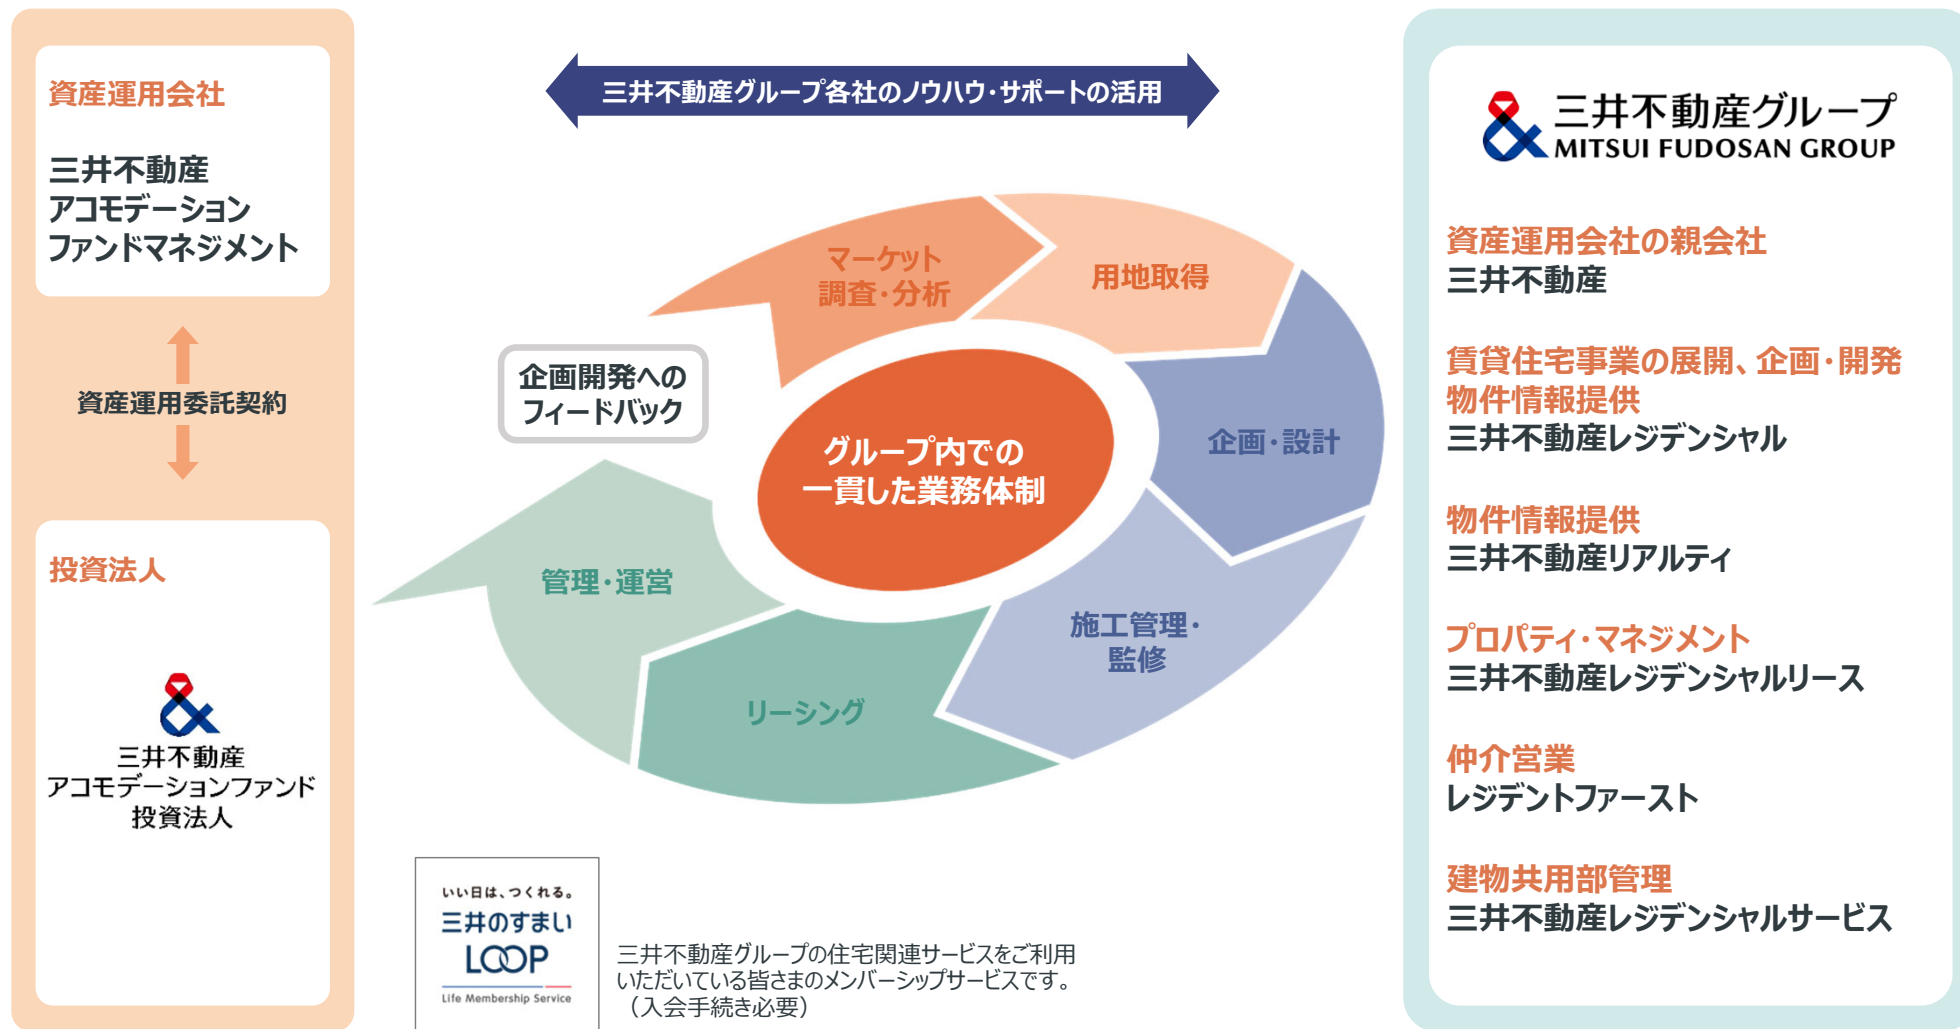 資産運用会社
三井不動産
アコモデーション
ファンドマネジメント
資産運用委託契約
投資法人
三井不動産
アコモデーションファンド
投資法人
三井不動産グループ各社のノウハウ・サポートの活用
マーケット
調査・分析
用地取得
企画・設計
施工管理・
監修
リーシング
管理・運営
企画開発への
フィードバック
グループ内での
一貫した業務体制
いい日は、つくれる。
三井のすまい
LOOP
Life Membership Service
三井不動産グループの住宅関連サービスをご利用
いただいている皆さまのメンバーシップサービスです。
（入会手続き必要）
三井不動産グループ
MITSUI FUDOSAN GROUP
資産運用会社の親会社
三井不動産
賃貸住宅事業の展開、企画・開発
物件情報提供
三井不動産レジデンシャル
物件情報提供
三井不動産リアルティ
プロパティ・マネジメント
三井不動産レジデンシャルリース
仲介営業
レジデントファースト
建物共用部管理
三井不動産レジデンシャルサービス